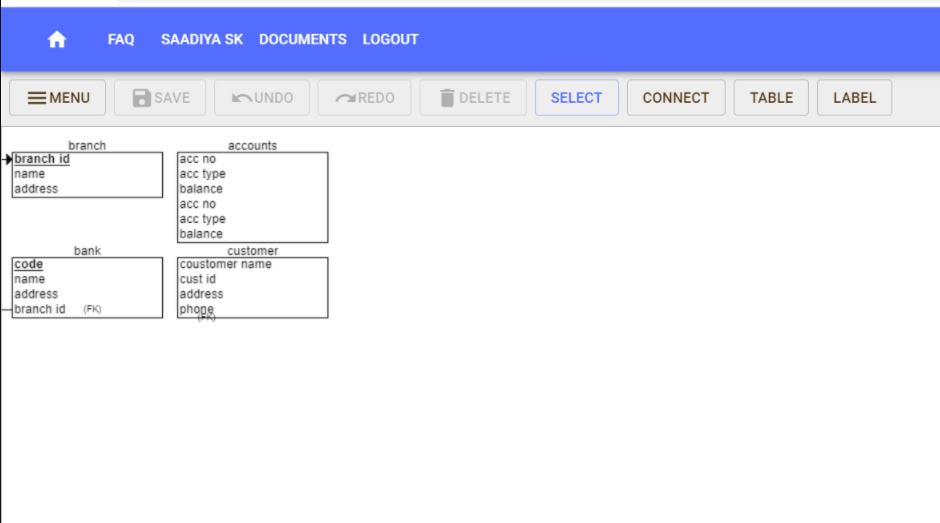 FAQ SAADIYA SK DOCUMENTS LOGOUT
MENU SAVE UNDO REDO DELETE SELECT CONNECT TABLE LABEL
branch
branch id
name
address
accounts
acc no
acc type
balance
acc no
acc type
balance
bank
code
name
address
branch id (FK)
customer
coustomer name
cust id
address
phone
(FK)